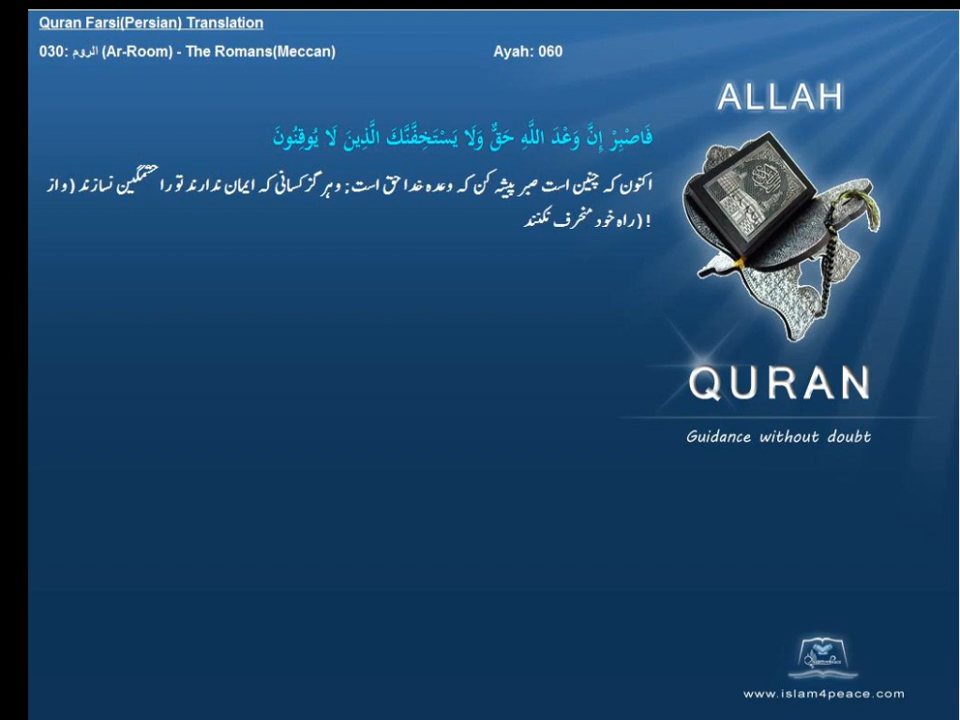 Quran Farsi(Persian) Translation
030: الروم (Ar-Room) - The Romans(Meccan) Ayah: 060
ALLAH
فَاصْبِرْ إِنَّ وَعْدَ اللَّهِ حَقٌّ وَلَا يَسْتَخِفَّنَّكَ الَّذِينَ لَا يُوقِنُونَ
اکنون که چنین است صبر پیشه کن که وعده خدا حق است; و هر گز کسانی که ایمان ندارند تو را خشمگین نسازند ( و از
! ( راه خود منحرف نکنند
QURAN
Guidance without doubt
www.islam4peace.com